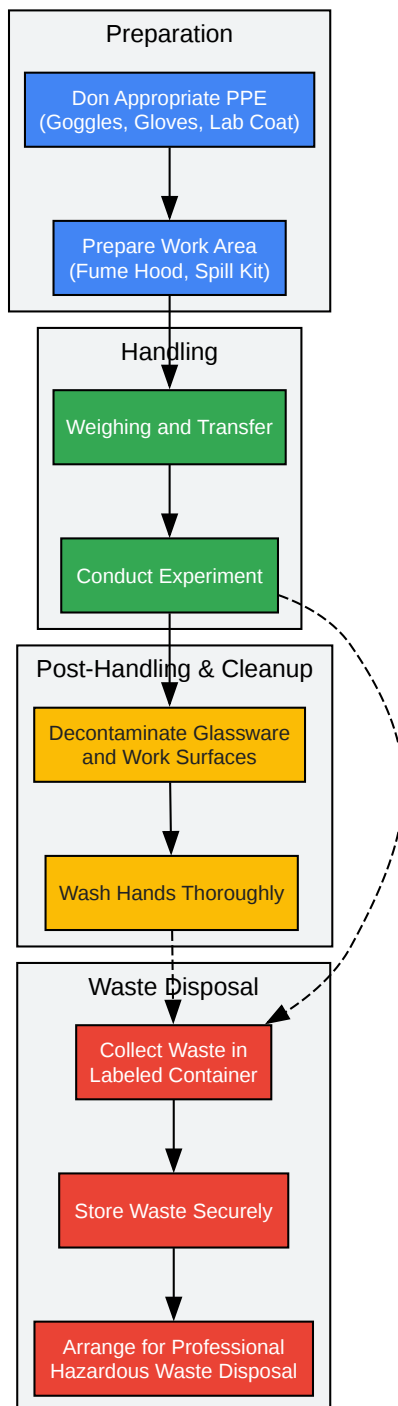 Preparation
Don Appropriate PPE
(Goggles, Gloves, Lab Coat)
Prepare Work Area
(Fume Hood, Spill Kit)
Handling
Weighing and Transfer
Conduct Experiment
Post-Handling & Cleanup
Decontaminate Glassware
and Work Surfaces
Wash Hands Thoroughly
Waste Disposal
Collect Waste in
Labeled Container
Store Waste Securely
Arrange for Professional
Hazardous Waste Disposal